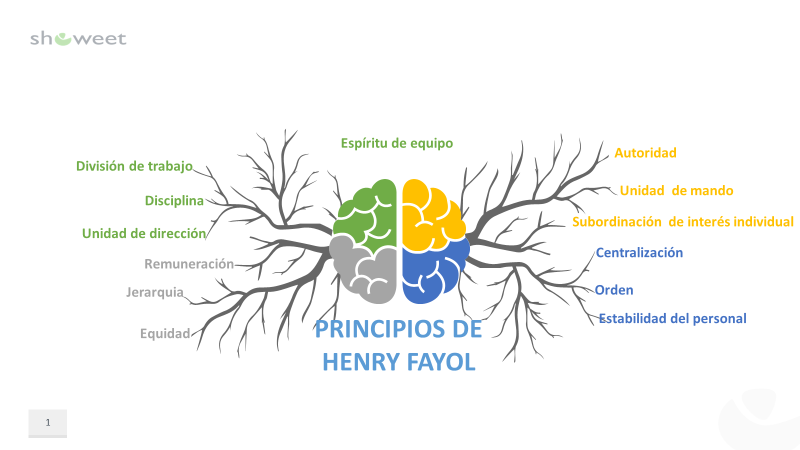 showeet
Espíritu de equipo
División de trabajo
Disciplina
Unidad de dirección
Remuneración
Jerarquia
Equidad
Autoridad
Unidad de mando
Subordinación de interés individual
Centralización
Orden
Estabilidad del personal
PRINCIPIOS DE
HENRY FAYOL
1